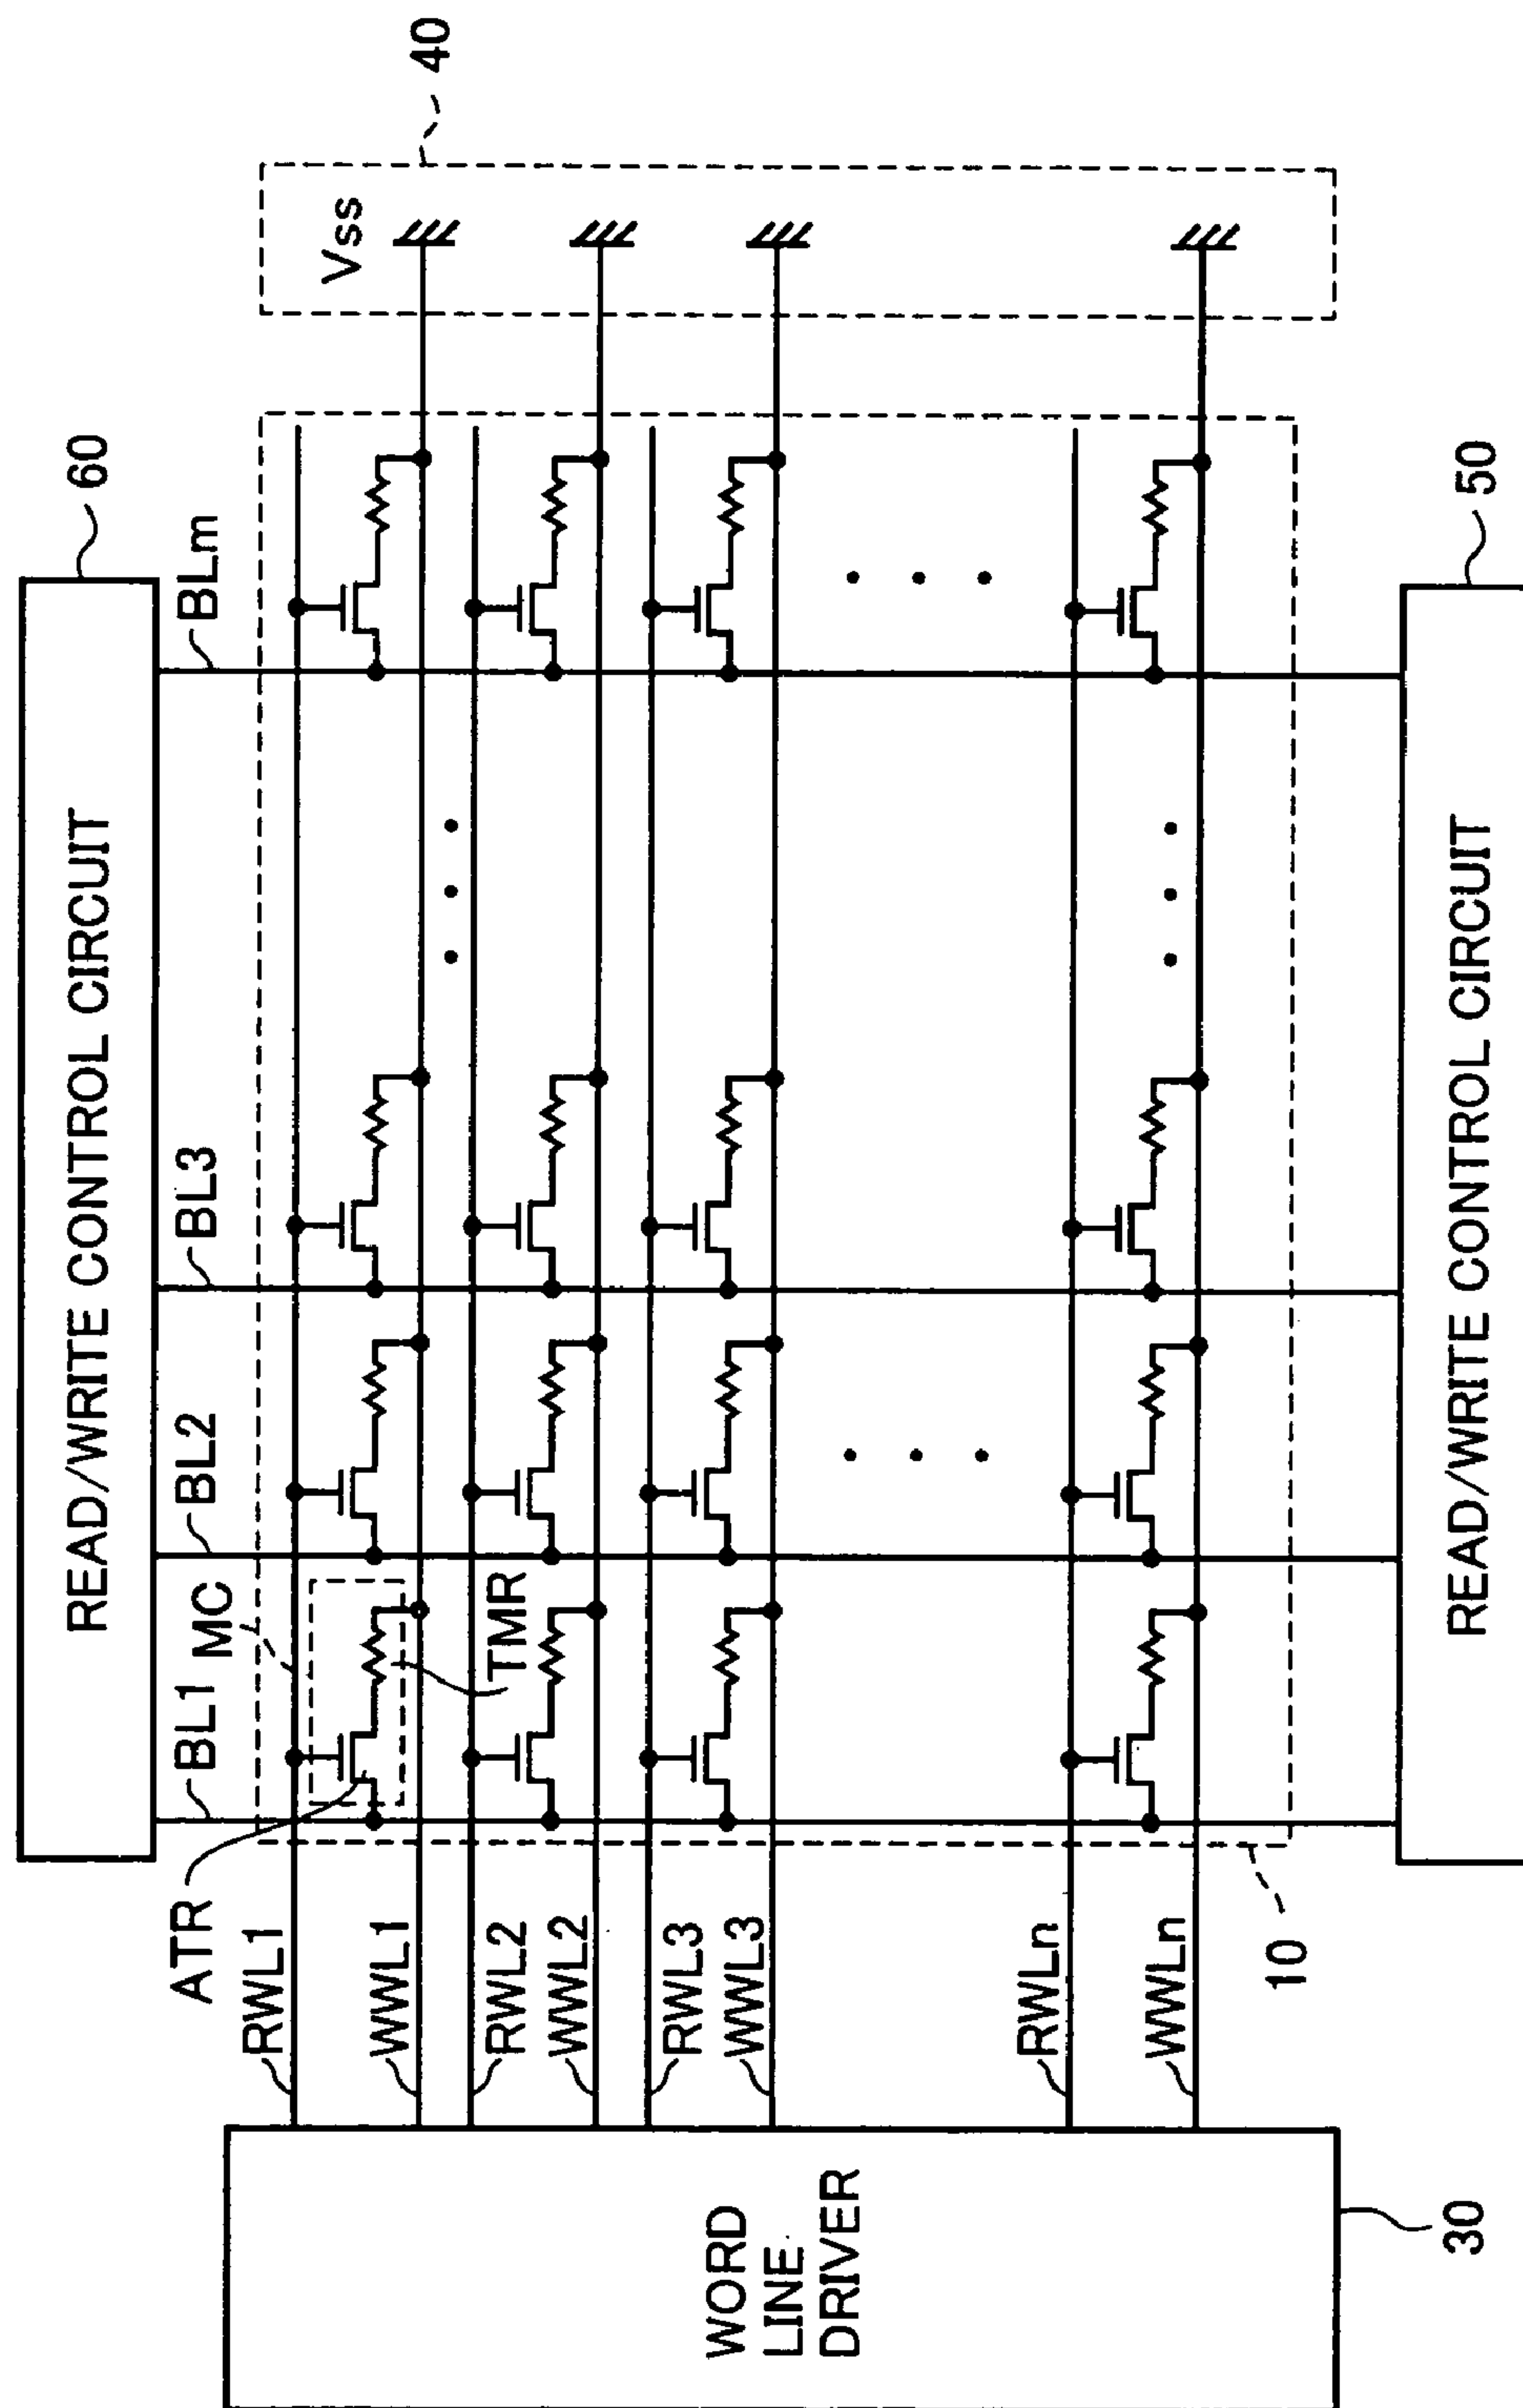 READ/WRITE CONTROL CIRCUIT
60
BL1
BL2
BL3
BLm
MC
ATR
TMR
40
Vss
RWL1
WWL1
RWL2
WWL2
RWL3
WWL3
RWLn
WWLn
WORD
LINE
DRIVER
30
10
READ/WRITE CONTROL CIRCUIT
50